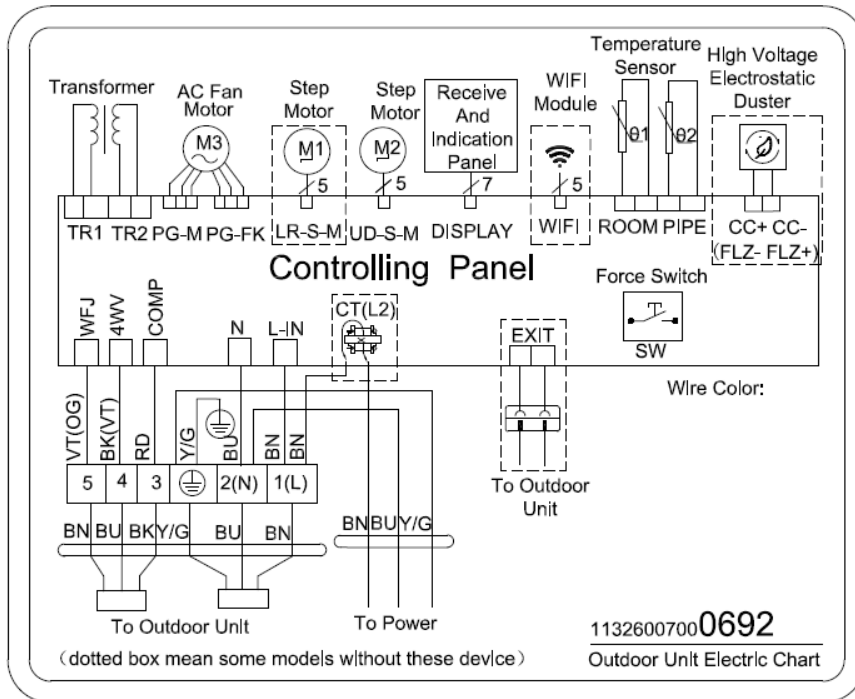 Transformer
AC Fan
Motor
Step
Motor
Step
Motor
Receive
And
Indication
Panel
WIFI
Module
Temperature
Sensor
High Voltage
Electrostatic
Duster
M3
M1
M2
θ1
θ2
5
5
7
5
TR1
TR2
PG-M
PG-FK
LR-S-M
UD-S-M
DISPLAY
WIFI
ROOM
PIPE
CC+ CC-
(FLZ- FLZ+)
Controlling Panel
Force Switch
SW
WFJ
4WV
COMP
N
L-IN
CT(L2)
EXIT
Wire Color:
VT(OG)
BK(VT)
RD
Y/G
BU
BN
BN
5
4
3
2(N)
1(L)
To Outdoor
Unit
BN
BU
BK
Y/G
BU
BN
BN
BU
Y/G
To Outdoor Unit
To Power
11326007000692
(dotted box mean some models without these device)
Outdoor Unit Electric Chart